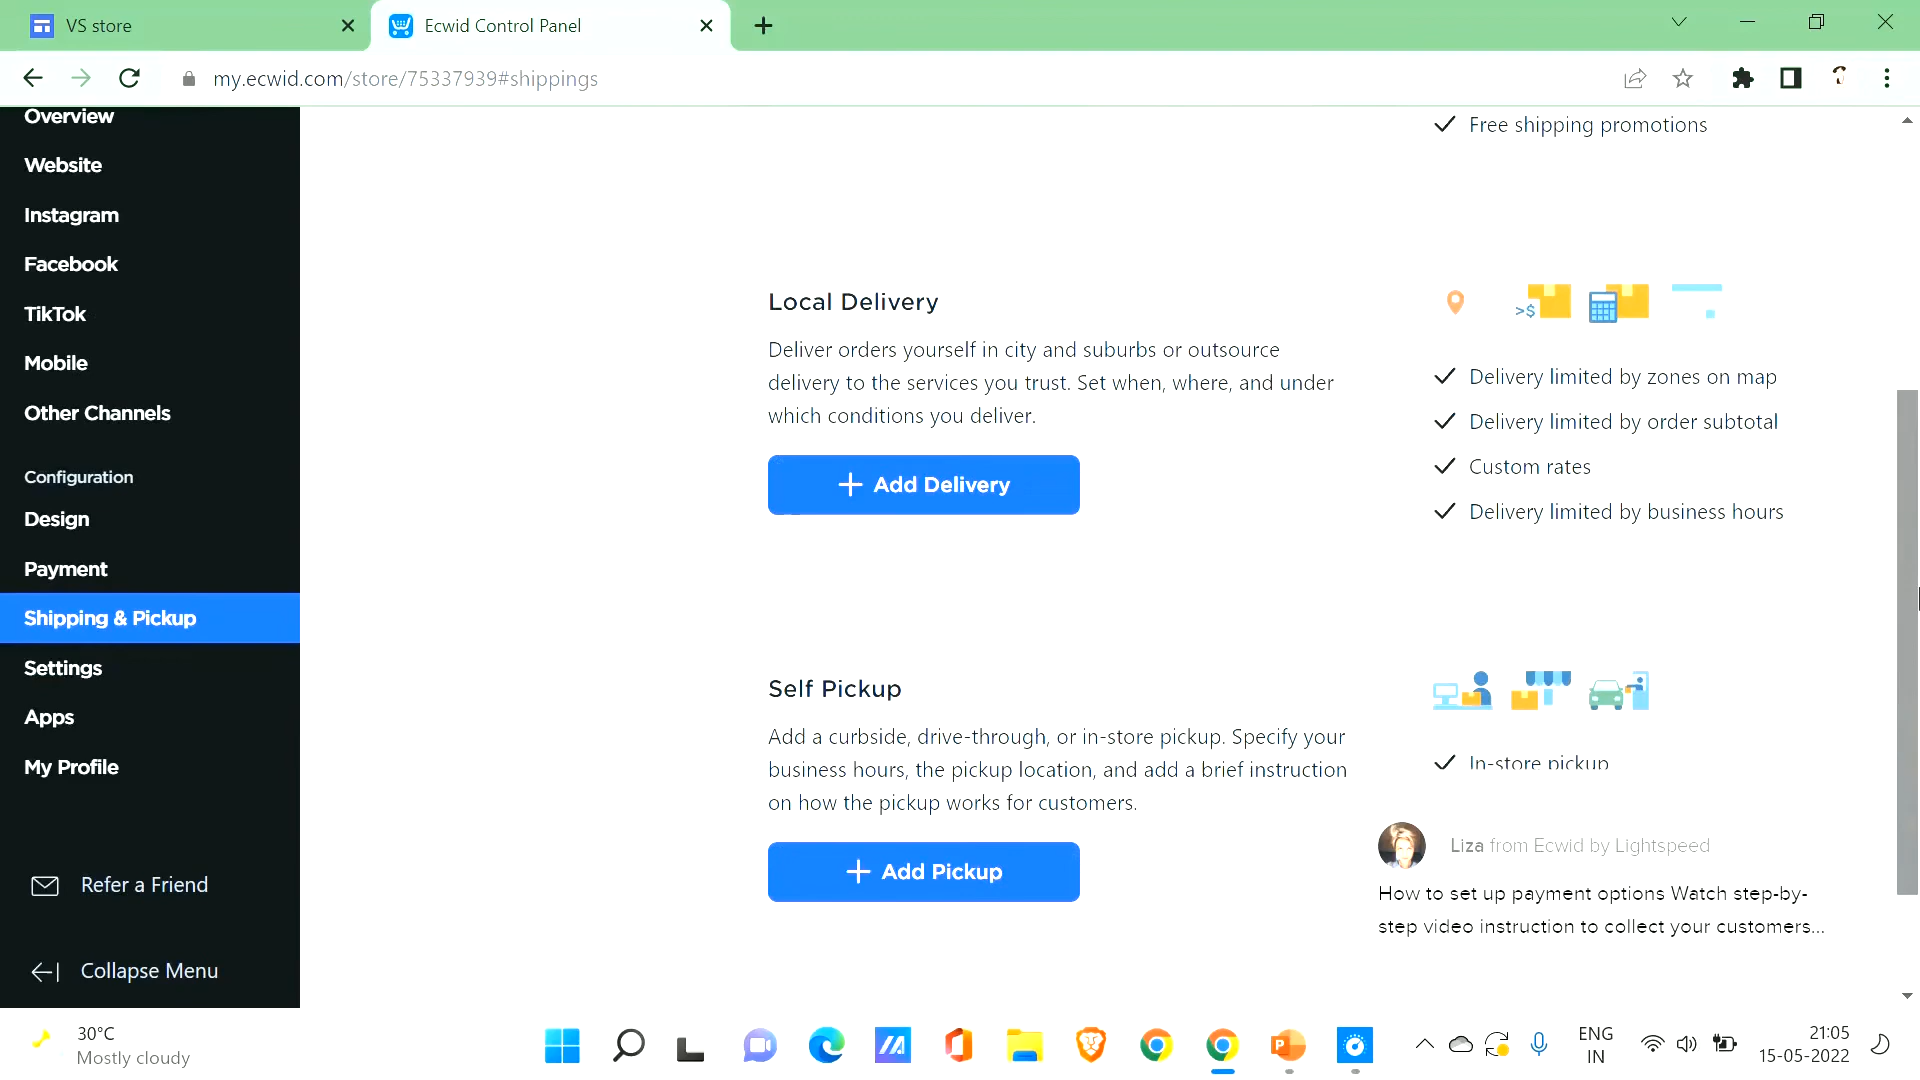 VS store
Ecwid Control Panel
my.ecwid.com/store/75337939#shippings
Overview
Website
Instagram
Facebook
TikTok
Mobile
Other Channels
Configuration
Design
Payment
Shipping & Pickup
Settings
Apps
My Profile
Refer a Friend
Collapse Menu
Free shipping promotions
Local Delivery
Deliver orders yourself in city and suburbs or outsource
delivery to the services you trust. Set when, where, and under
which conditions you deliver.
+ Add Delivery
>$
Delivery limited by zones on map
Delivery limited by order subtotal
Custom rates
Delivery limited by business hours
Self Pickup
Add a curbside, drive-through, or in-store pickup. Specify your
business hours, the pickup location, and add a brief instruction
on how the pickup works for customers.
+ Add Pickup
In-store pickup
Liza from Ecwid by Lightspeed
How to set up payment options Watch step-by-
step video instruction to collect your customers...
30°C
Mostly cloudy
ENG
IN
21:05
15-05-2022